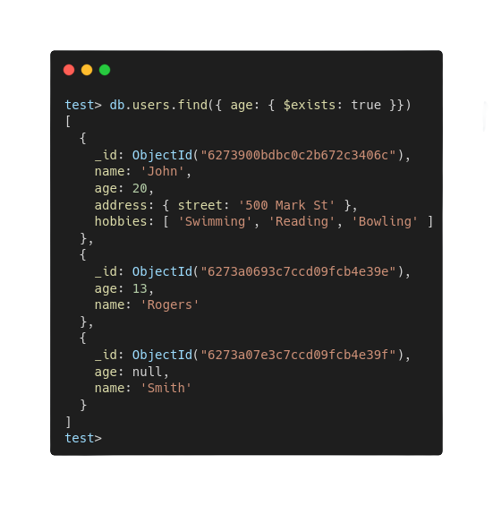 test> db.users.find({ age: { $exists: true }})
[
  {
    _id: ObjectId("6273900bdbc0c2b672c3406c"),
    name: 'John',
    age: 20,
    address: { street: '500 Mark St' },
    hobbies: [ 'Swimming', 'Reading', 'Bowling' ]
  },
  {
    _id: ObjectId("6273a0693c7ccd09fcb4e39e"),
    age: 13,
    name: 'Rogers'
  },
  {
    _id: ObjectId("6273a07e3c7ccd09fcb4e39f"),
    age: null,
    name: 'Smith'
  }
]
test>